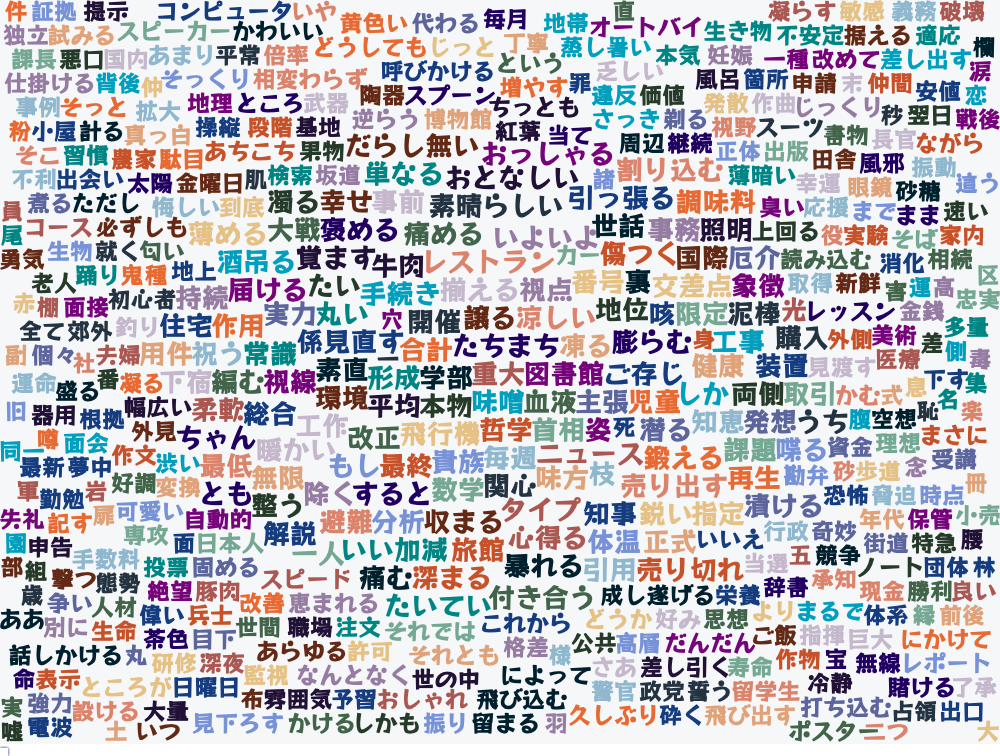 件 証拠 提示 コンピュータ いや 黄色い 代わる 毎月 地帯 オートバイ 直 凝らす 敏感 義務 破壊
独立 試みる スピーカー かわいい どうしても じっと 丁寧 蒸し暑い 本気 妊娠 生き物 不安定 据える 適応 欄
課長 悪口 国内 あまり 平常 倍率 呼びかける という 乏しい 一種 改めて 差し出す 涙
仕掛ける 背後 仲 そっくり 相変わらず 増やす 罪 風呂 箇所 申請 末 仲間 安値 恋
事例 そっと 拡大 地理 ところ 武器 陶器 スプーン ちっとも 違反 価値 発散 作曲 じっくり 秒 翌日 戦後
粉 小屋 計る 真っ白 操縦 段階 基地 逆らう 博物館 紅葉 当て さっき 剃る 視野 スーツ 書物 長官 ながら
そこ 習慣 農家 駄目 あちこち 果物 だらし無い おっしゃる 周辺 継続 正体 出版 田舎 風邪 振動
不利 出会い 太陽 金曜日 肌 検索 坂道 単なる おとなしい 諸 割り込む 薄暗い 幸運 眼鏡 砂糖 違う
員 煮る ただし 悔しい 到底 濁る 幸せ 事前 素晴らしい 引っ張る 調味料 臭い 応援 まで まま 速い
尾 コース 必ずしも 薄める 大戦 褒める 痛める いよいよ 世話 事務 照明 上回る 役 実験 そば 家内
勇気 生物 就く 匂い 酒 吊る 覚ます 牛肉 レストラン カー 傷つく 国際 厄介 読み込む 消化 相続
老人 踊り 鬼 種 地上 届ける たい 手続き 揃える 視点 番号 裏 交差点 象徴 取得 新鮮 害 運 高 区 忠実
赤 棚 面接 初心者 持続 実力 丸い 穴 開催 譲る 涼しい 地位 咳 限定 泥棒 光 レッスン 金銭
全て 郊外 釣り 住宅 作用 係 見直す 合計 たちまち 凍る 膨らむ 身 工事 購入 外側 美術 差 多量 側
副 個々 社 夫婦 用件 祝う 常識 素直 一 形成 学部 重大 図書館 ご存じ 健康 装置 見渡す 医療 毒
運命 盛る 番 凝る 下宿 編む 視線 環境 平均 本物 味噌 血液 主張 児童 しか 両側 取引 かむ 式 息 下す 集
旧 器用 根拠 幅広い 柔軟 総合 工作 改正 飛行機 哲学 首相 姿 死 潜る 知恵 発想 うち 腹 空想 恥 名 楽
同一 噂 面会 外見 ちゃん 暖かい もし 最終 貴族 毎週 ニュース 鍛える 課題 喋る 資金 理想 まさに
最新 夢中 作文 渋い 最低 無限 除く すると 数学 関心 味方 枝 売り出す 再生 勘弁 砂 歩道 念 受講
軍 勤勉 岩 好調 変換 とも 整う 避難 分析 収まる タイプ 知事 鋭い 指定 漬ける 恐怖 脅迫 時点 冊
失礼 記す 扉 可愛い 自動的 解説 心得る 体温 正式 いいえ 行政 奇妙 年代 保管 小売
園 申告 専攻 面 日本人 一人 いい加減 旅館 暴れる 引用 売り切れ 当選 五 競争 街道 特急 腰
部 組 手数料 投票 固める スピード 痛む 深まる 付き合う 成し遂げる 栄養 辞書 承知 ノート 団体 林
歳 撃つ 態勢 絶望 豚肉 改善 恵まれる たいてい どうか 好み 思想 より まるで 体系 現金 勝利 良い
ああ 争い 人材 偉い 兵士 世間 職場 注文 それでは これから 公共 高層 だんだん ご飯 指揮 巨大 縁 前後
別に 生命 茶色 目下 あらゆる 許可 それとも 格差 様 さあ 差し引く 寿命 作物 宝 無線 にかけて
話しかける 丸 研修 深夜 監視 なんとなく 世の中 によって 警官 政党 誓う 留学生 冷静 レポート
命 表示 ところが 日曜日 布 雰囲気 予習 おしゃれ 飛び込む 久しぶり 砕く 飛び出す 打ち込む 占領 賭ける 了承 出口
実 強力 設ける 大量 見下ろす かける しかも 振り 留まる 羽 ポスター 二つ
嘘 電波 土 いつ 大